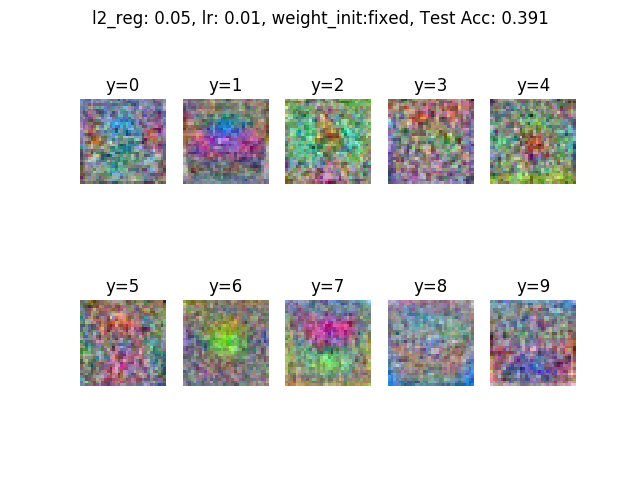 l2_reg: 0.05, lr: 0.01, weight_init:fixed, Test Acc: 0.391
y=0 y=1 y=2 y=3 y=4
y=5 y=6 y=7 y=8 y=9